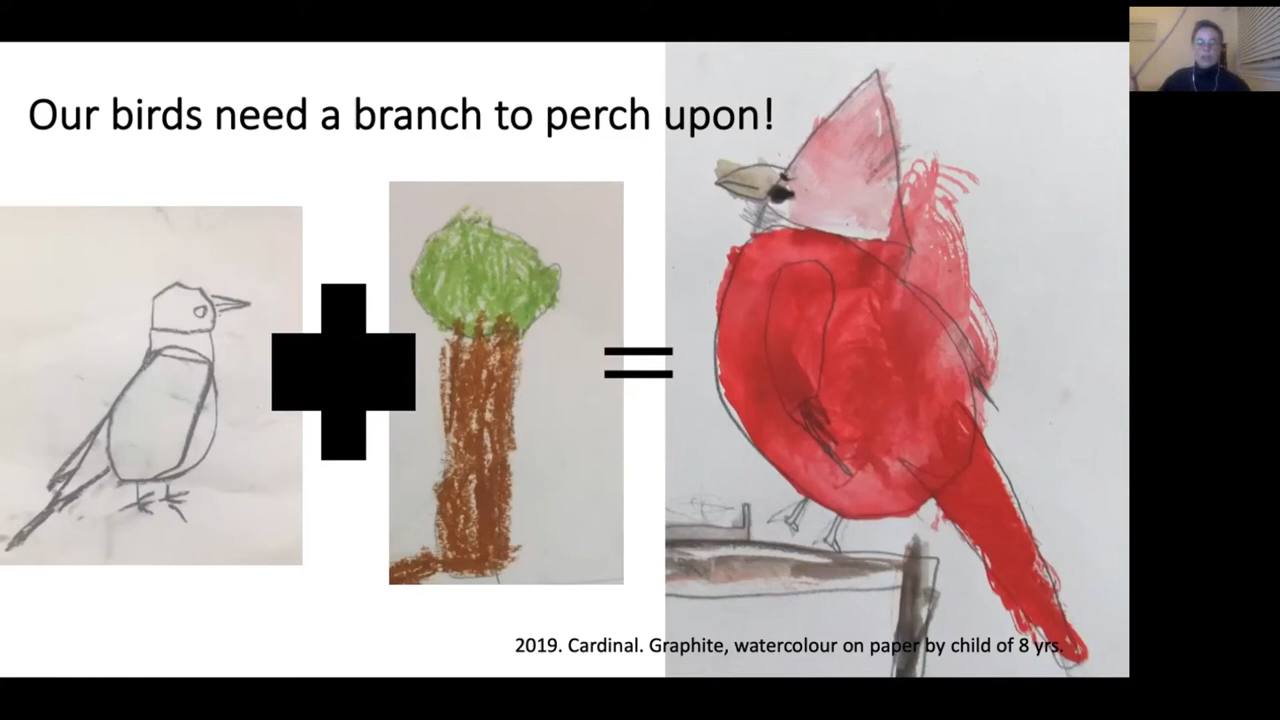 Our birds need a branch to perch upon!
2019. Cardinal. Graphite, watercolour on paper by child of 8 yrs.